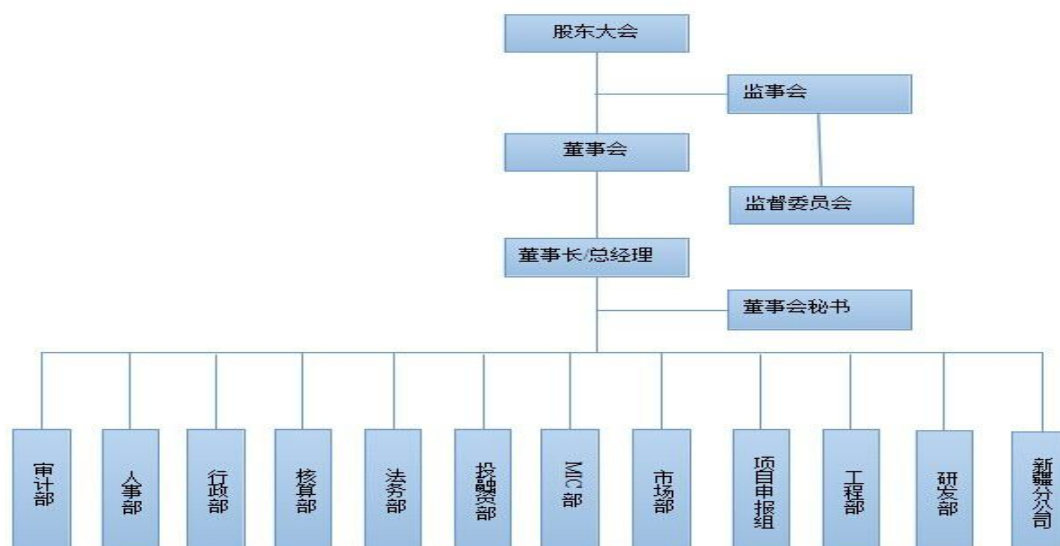 股东大会
监事会
董事会
监督委员会
董事长/总经理
董事会秘书
审计部
人事部
行政部
核算部
法务部
投融资部
MIC部
市场部
项目申报组
工程部
研发部
新疆分公司